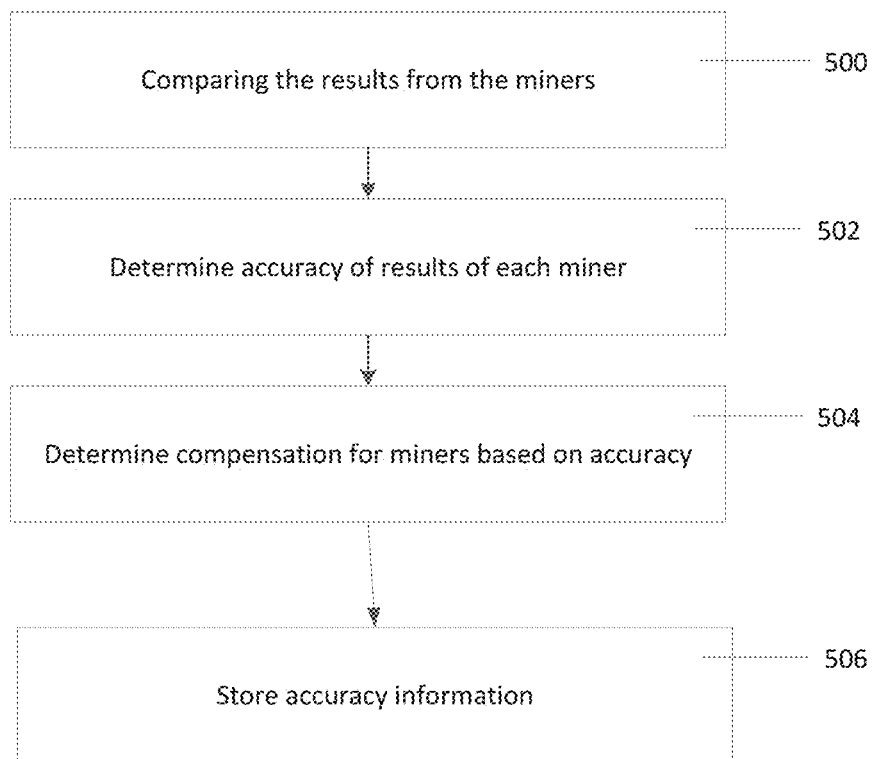 Comparing the results from the miners
500
Determine accuracy of results of each miner
502
Determine compensation for miners based on accuracy
504
Store accuracy information
506